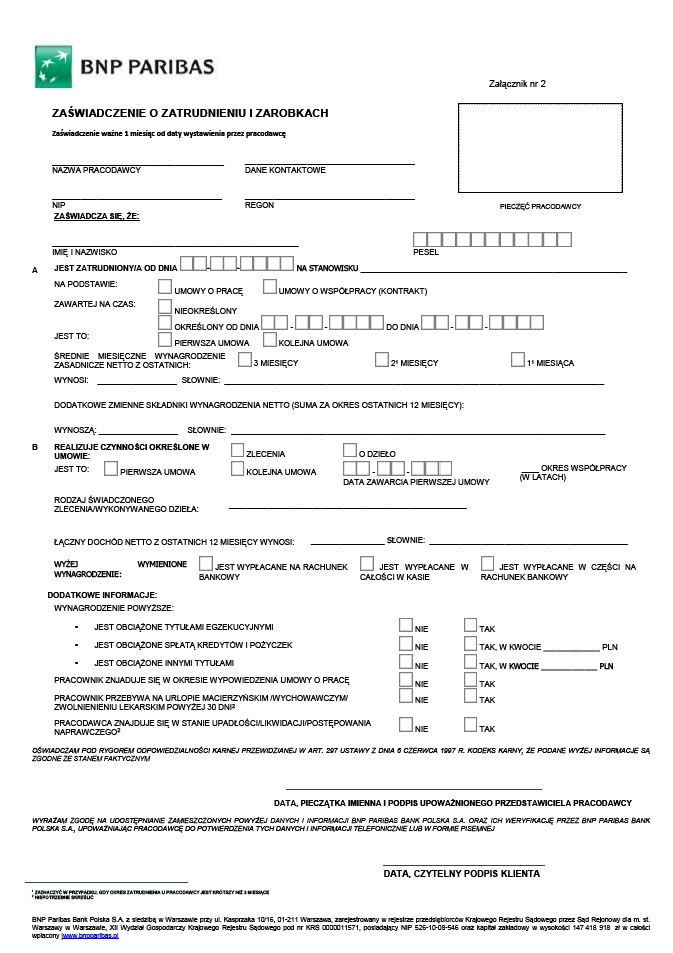 BNP PARIBAS
Załącznik nr 2
ZAŚWIADCZENIE O ZATRUDNIENIU I ZAROBKACH
Zaświadczenie ważne 1 miesiąc od daty wystawienia przez pracodawcę
NAZWA PRACODAWCY DANE KONTAKTOWE
NIP REGON PIECZĘĆ PRACODAWCY
ZAŚWIADCZA SIĘ, ŻE:
IMIĘ I NAZWISKO PESEL
A JEST ZATRUDNIONY/A OD DNIA - - NA STANOWISKU
NA PODSTAWIE: UMOWY O PRACĘ UMOWY O WSPÓŁPRACY (KONTRAKT)
ZAWARTEJ NA CZAS: NIEOKREŚLONY
OKREŚLONY OD DNIA - - DO DNIA - -
JEST TO: PIERWSZA UMOWA KOLEJNA UMOWA
ŚREDNIE MIESIĘCZNE WYNAGRODZENIE
ZASADNICZE NETTO Z OSTATNICH: 3 MIESIĘCY 2¹ MIESIĘCY 1¹ MIESIĄCA
WYNOSI: SŁOWNIE:
DODATKOWE ZMIENNE SKŁADNIKI WYNAGRODZENIA NETTO (SUMA ZA OKRES OSTATNICH 12 MIESIĘCY):
WYNOSZĄ: SŁOWNIE:
B REALIZUJE CZYNNOŚCI OKREŚLONE W
UMOWIE: ZLECENIA O DZIEŁO
JEST TO: PIERWSZA UMOWA KOLEJNA UMOWA - - OKRES WSPÓŁPRACY
DATA ZAWARCIA PIERWSZEJ UMOWY (W LATACH)
RODZAJ ŚWIADCZONEGO
ZLECENIA/WYKONYWANEGO DZIEŁA:
ŁĄCZNY DOCHÓD NETTO Z OSTATNICH 12 MIESIĘCY WYNOSI: SŁOWNIE:
WYŻEJ WYMIENIONE JEST WYPŁACANE NA RACHUNEK JEST WYPŁACANE W JEST WYPŁACANE W CZĘŚCI NA
WYNAGRODZENIE: BANKOWY CAŁOŚCI W KASIE RACHUNEK BANKOWY
DODATKOWE INFORMACJE:
WYNAGRODZENIE POWYŻSZE:
• JEST OBCIĄŻONE TYTUŁAMI EGZEKUCYJNYMI NIE TAK
• JEST OBCIĄŻONE SPŁATĄ KREDYTÓW I POŻYCZEK NIE TAK, W KWOCIE PLN
• JEST OBCIĄŻONE INNYMI TYTUŁAMI NIE TAK, W KWOCIE PLN
PRACOWNIK ZNJADUJE SIĘ W OKRESIE WYPOWIEDZENIA UMOWY O PRACĘ NIE TAK
PRACOWNIK PRZEBYWA NA URLOPIE MACIERZYŃSKIM /WYCHOWAWCZYM/
ZWOLNIENIENIU LEKARSKIM POWYŻEJ 30 DNI² NIE TAK
PRACODAWCA ZNAJDUJE SIĘ W STANIE UPADŁOŚCI/LIKWIDACJI/POSTĘPOWANIA
NAPRAWCZEGO² NIE TAK
OŚWIADCZAM POD RYGOREM ODPOWIEDZIALNOŚCI KARNEJ PRZEWIDZIANEJ W ART. 297 USTAWY Z DNIA 6 CZERWCA 1997 R. KODEKS KARNY, ŻE PODANE WYŻEJ INFORMACJE SĄ
ZGODNE ZE STANEM FAKTYCZNYM
DATA, PIECZĄTKA IMIENNA I PODPIS UPOWAŻNIONEGO PRZEDSTAWICIELA PRACODAWCY
WYRAŻAM ZGODĘ NA UDOSTĘPNIANIE ZAMIESZCZONYCH POWYŻEJ DANYCH I INFORMACJI BNP PARIBAS BANK POLSKA S.A. ORAZ ICH WERYFIKACJĘ PRZEZ BNP PARIBAS BANK
POLSKA S.A., UPOWAŻNIAJĄC PRACODAWCĘ DO POTWIERDZENIA TYCH DANYCH I INFORMACJI TELEFONICZNIE LUB W FORMIE PISEMNEJ
DATA, CZYTELNY PODPIS KLIENTA
¹ ZAZNACZYĆ W PRZYPADKU, GDY OKRES ZATRUDNIENIA U PRACODAWCY JEST KRÓTSZY NIŻ 3 MIESIĄCE
² NIEPOTRZEBNE SKREŚLIĆ
BNP Paribas Bank Polska S.A. z siedzibą w Warszawie przy ul. Kasprzaka 10/16, 01-211 Warszawa, zarejestrowany w rejestrze przedsiębiorców Krajowego Rejestru Sądowego przez Sąd Rejonowy dla m. st.
Warszawy w Warszawie, XII Wydział Gospodarczy Krajowego Rejestru Sądowego pod nr KRS 0000011571, posiadający NIP 526-10-08-546 oraz kapitał zakładowy w wysokości 147 418 918 zł w całości
wpłacony www.bnpparibas.pl